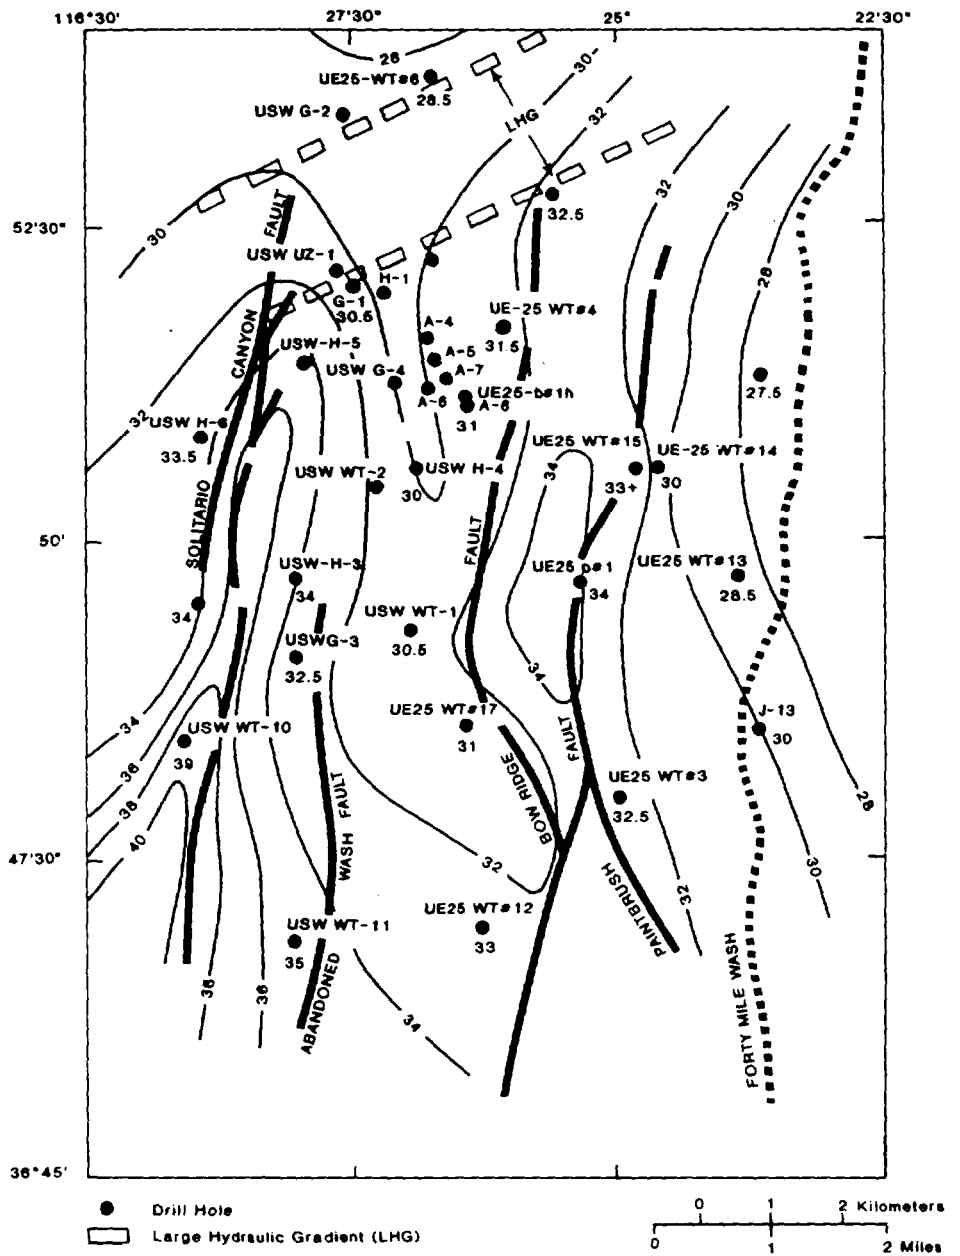 116°30' 27'30" 25° 22'30"
28
30-
UE25-WT#6
28.5
USW G-2
LHG
32
32
30
32.5
52'30"
30
FAULT
28
USW UZ-1
H-1
G-1
30.5
UE-25 WT#4
31.5
A-4
A-5
USW-H-5
CANYON
USW G-4
A-7
UE25-b#1h
A-6
A-6
31
27.5
32
USW H-6
33.5
UE25 WT#15
UE-25 WT#14
33+
30
34
USW WT-2
USW H-4
30
SOLITARIO
FAULT
50'
USW-H-3
34
UE25 p#1
34
UE25 WT#13
28.5
34
USW WT-1
30.5
USWG-3
32.5
34
34
UE25 WT#17
31
J-13
30
USW WT-10
39
FAULT
36
38
40
UE25 WT#3
32.5
BOW RIDGE
28
WASH FAULT
47'30"
32
30
32
UE25 WT#12
33
PAINTBRUSH
USW WT-11
35
ABANDONED
38
36
34
FORTY MILE WASH
36°45'
Drill Hole
Large Hydraulic Gradient (LHG)
0 2 Kilometers
0 1 2 Miles